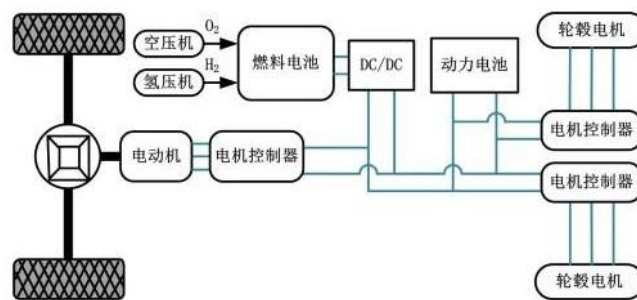 空压机
O₂
氢压机
H₂
燃料电池
DC/DC
动力电池
轮毂电机
电机控制器
电动机
电机控制器
电机控制器
轮毂电机